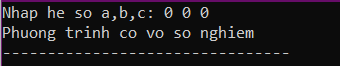 Nhap he so a,b,c: 0 0 0
Phuong trinh co vo so nghiem
--------------------------------